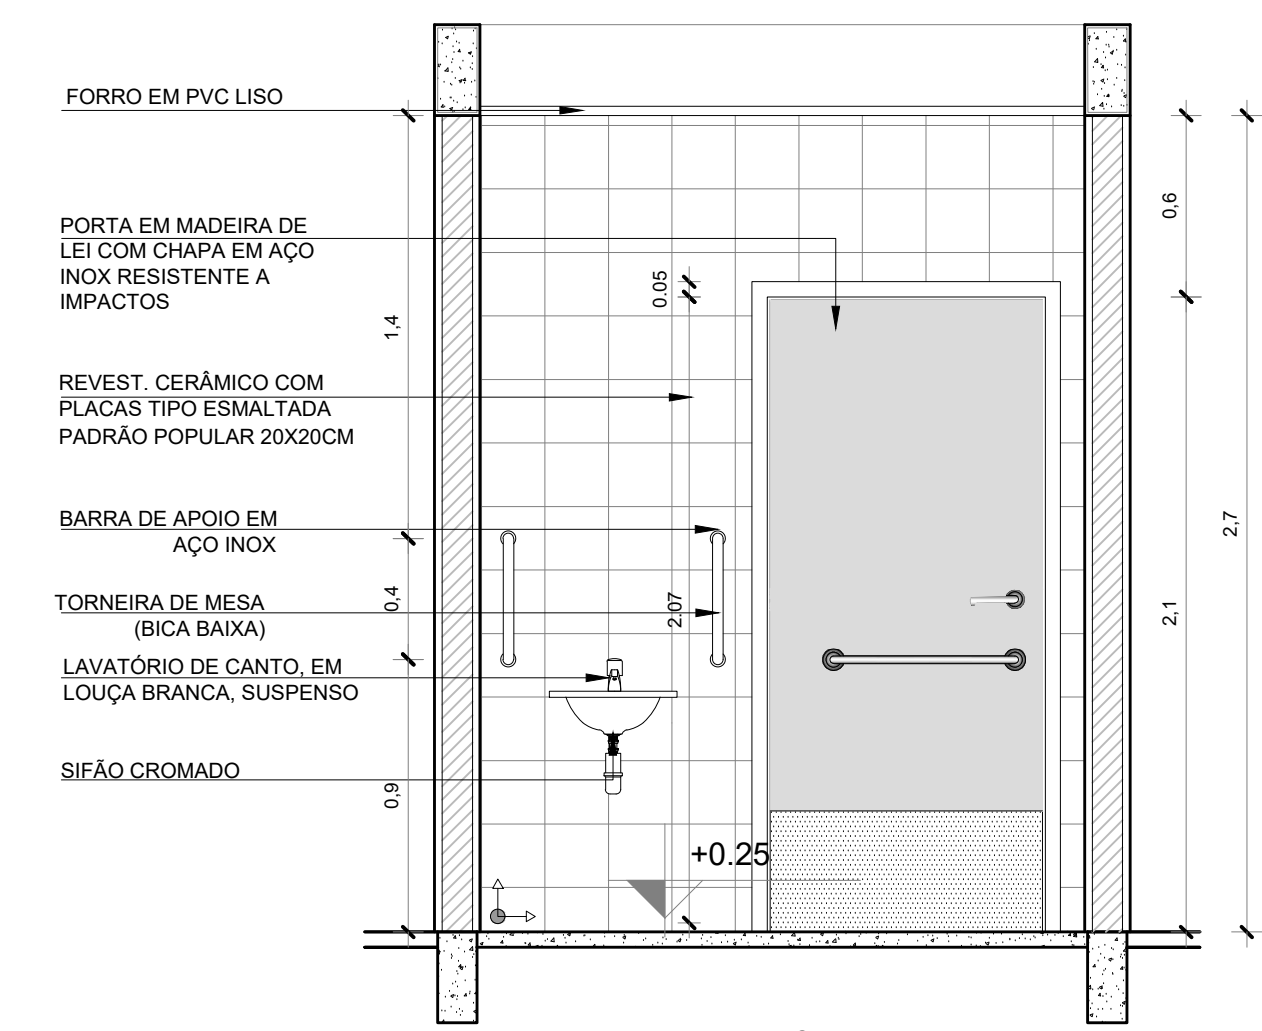 FORRO EM PVC LISO
PORTA EM MADEIRA DE
LEI COM CHAPA EM AÇO
INOX RESISTENTE A
IMPACTOS
REVEST. CERÂMICO COM
PLACAS TIPO ESMALTADA
PADRÃO POPULAR 20X20CM
BARRA DE APOIO EM
AÇO INOX
TORNEIRA DE MESA
(BICA BAIXA)
LAVATÓRIO DE CANTO, EM
LOUÇA BRANCA, SUSPENSO
SIFÃO CROMADO
1,4
0,4
0,9
0.05
2.07
+0.25
0,6
2,1
2,7